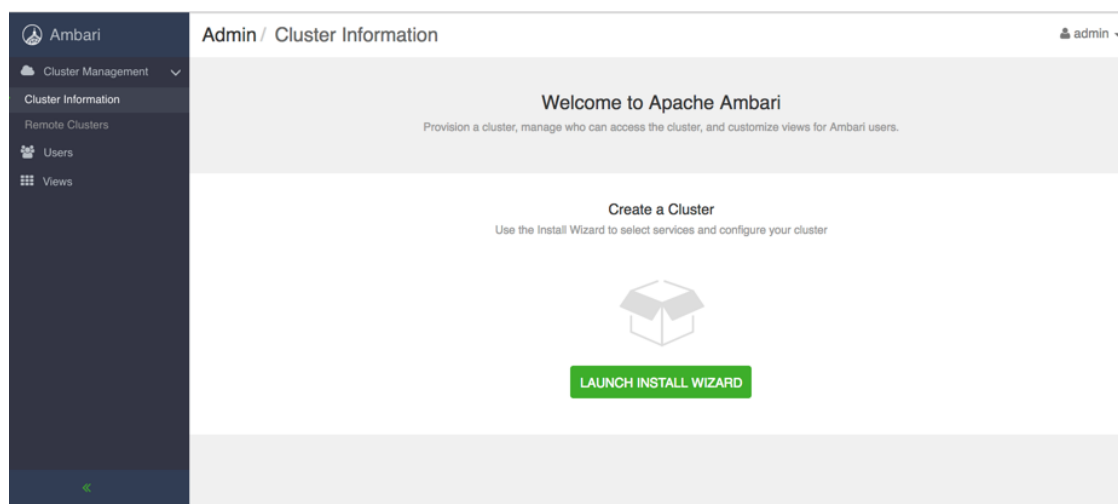 Ambari
Admin / Cluster Information
admin
Cluster Management
Cluster Information
Remote Clusters
Users
Views
Welcome to Apache Ambari
Provision a cluster, manage who can access the cluster, and customize views for Ambari users.
Create a Cluster
Use the Install Wizard to select services and configure your cluster
LAUNCH INSTALL WIZARD